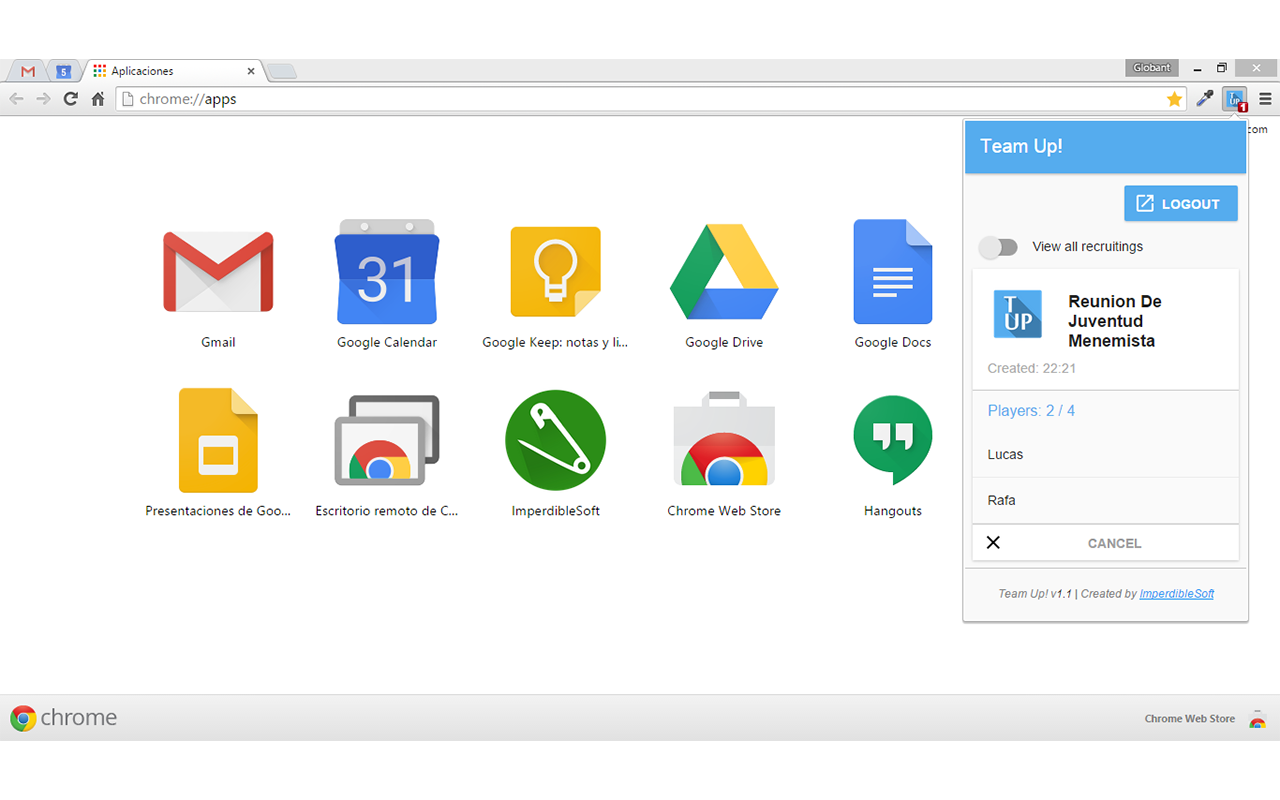 5
Aplicaciones
Globant
chrome://apps
T UP
1
com
Team Up!
LOGOUT
View all recruitings
T
UP
Reunion De
Juventud
Menemista
Created: 22:21
Players: 2 / 4
Lucas
Rafa
CANCEL
Team Up! v1.1 | Created by ImperdibleSoft
31
Gmail
Google Calendar
Google Keep: notas y li...
Google Drive
Google Docs
Presentaciones de Goo...
Escritorio remoto de C...
ImperdibleSoft
Chrome Web Store
Hangouts
chrome
Chrome Web Store